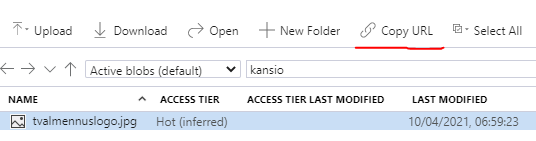 Upload Download Open New Folder Copy URL Select All
Active blobs (default) kansio
NAME ACCESS TIER ACCESS TIER LAST MODIFIED LAST MODIFIED
tvalmennuslogo.jpg Hot (inferred) 10/04/2021, 06:59:23